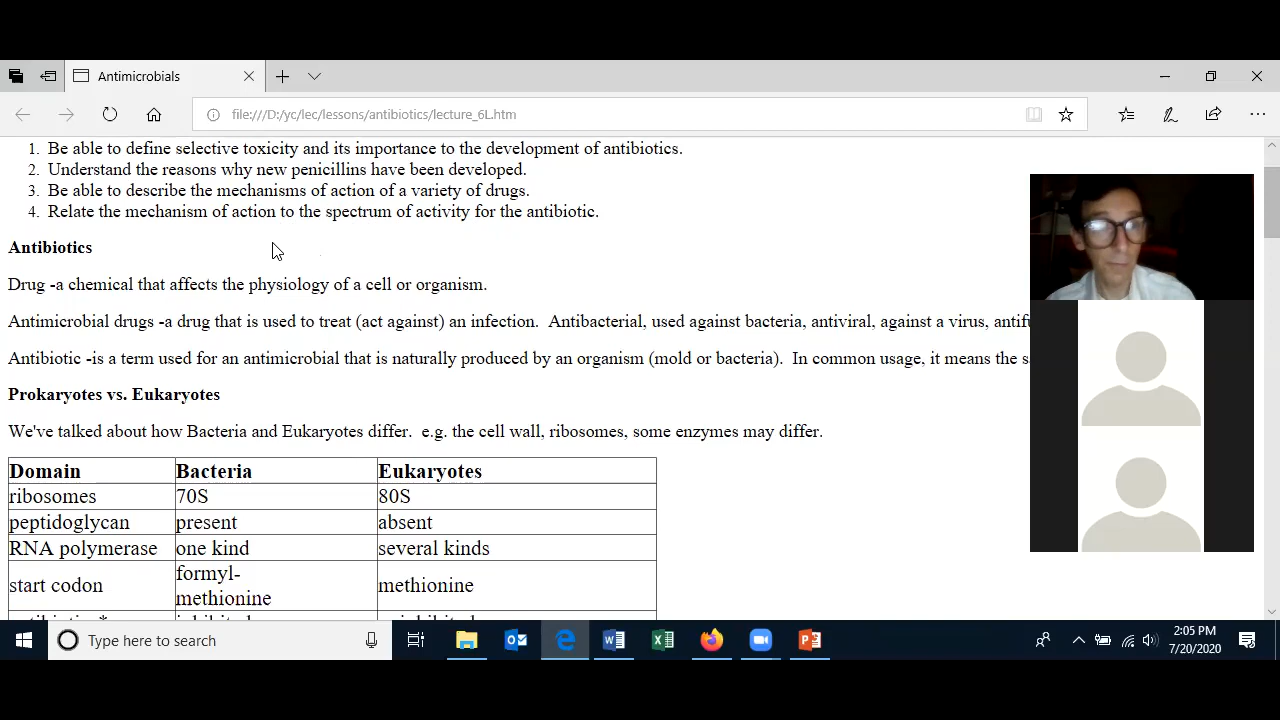 Antimicrobials
file:///D:/yc/lec/lessons/antibiotics/lecture_6L.htm
1. Be able to define selective toxicity and its importance to the development of antibiotics.
2. Understand the reasons why new penicillins have been developed.
3. Be able to describe the mechanisms of action of a variety of drugs.
4. Relate the mechanism of action to the spectrum of activity for the antibiotic.
Antibiotics
Drug -a chemical that affects the physiology of a cell or organism.
Antimicrobial drugs -a drug that is used to treat (act against) an infection.  Antibacterial, used against bacteria, antiviral, against a virus,
Antibiotic -is a term used for an antimicrobial that is naturally produced by an organism (mold or bacteria).  In common usage, it means the
Prokaryotes vs. Eukaryotes
We've talked about how Bacteria and Eukaryotes differ.  e.g. the cell wall, ribosomes, some enzymes may differ.
Domain Bacteria Eukaryotes
ribosomes 70S 80S
peptidoglycan present absent
RNA polymerase one kind several kinds
start codon formyl-
methionine methionine
Type here to search
2:05 PM
7/20/2020